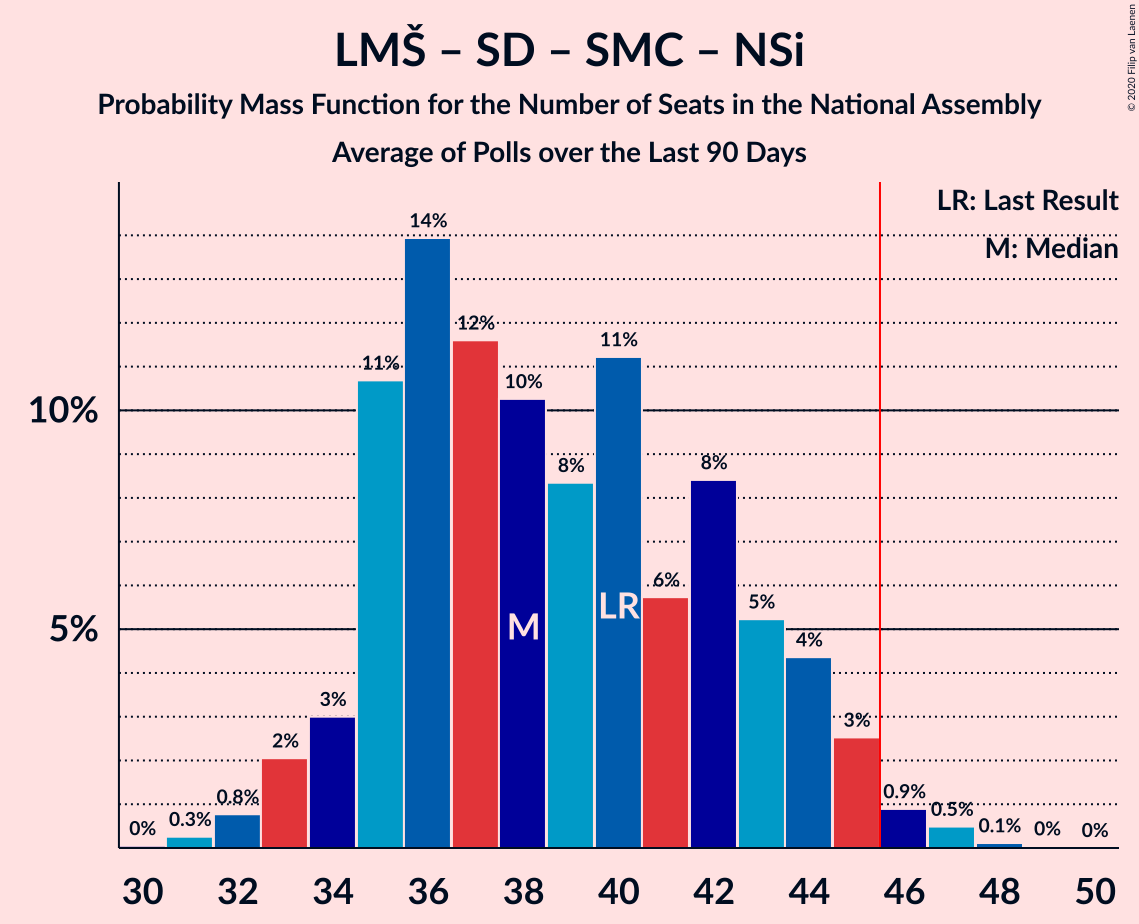 LMŠ – SD – SMC – NSi
Probability Mass Function for the Number of Seats in the National Assembly
Average of Polls over the Last 90 Days
© 2020 Filip van Laenen
LR: Last Result
M: Median
10%
5%
0%
0.3%
0.8%
2%
3%
11%
14%
12%
10%
8%
11%
6%
8%
5%
4%
3%
0.9%
0.5%
0.1%
0%
0%
M
LR
30 32 34 36 38 40 42 44 46 48 50